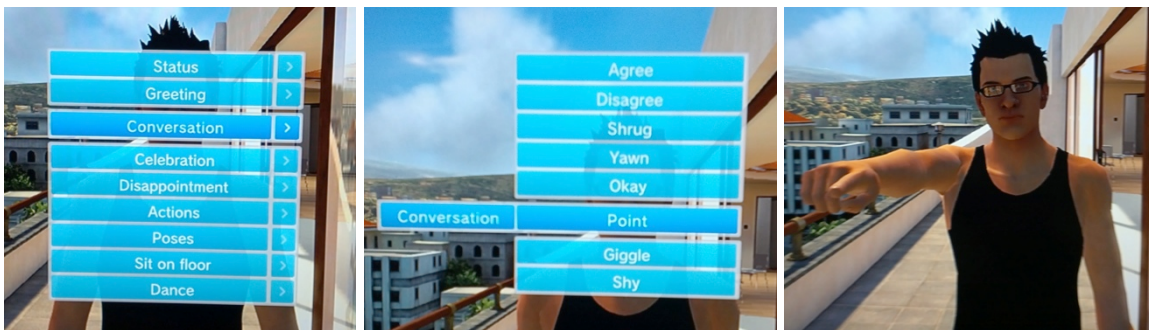 Status
Greeting
Conversation
Celebration
Disappointment
Actions
Poses
Sit on floor
Dance
Agree
Disagree
Shrug
Yawn
Okay
Conversation Point
Giggle
Shy